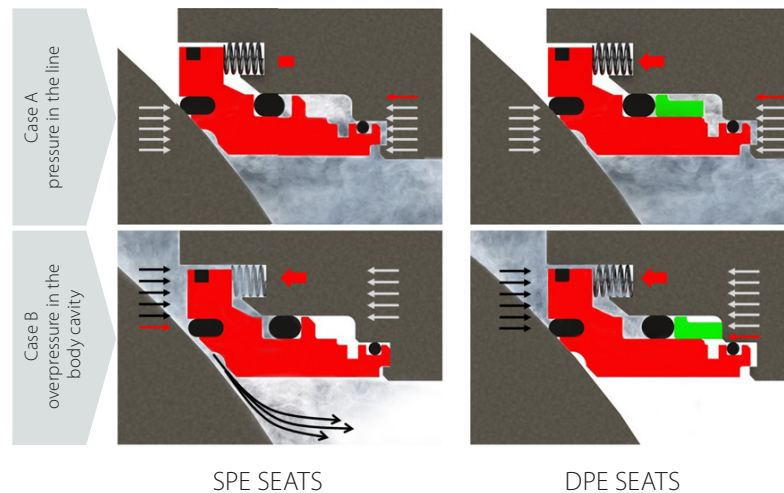 Case A
pressure in the line
Case B
overpressure in the
body cavity
SPE SEATS
DPE SEATS